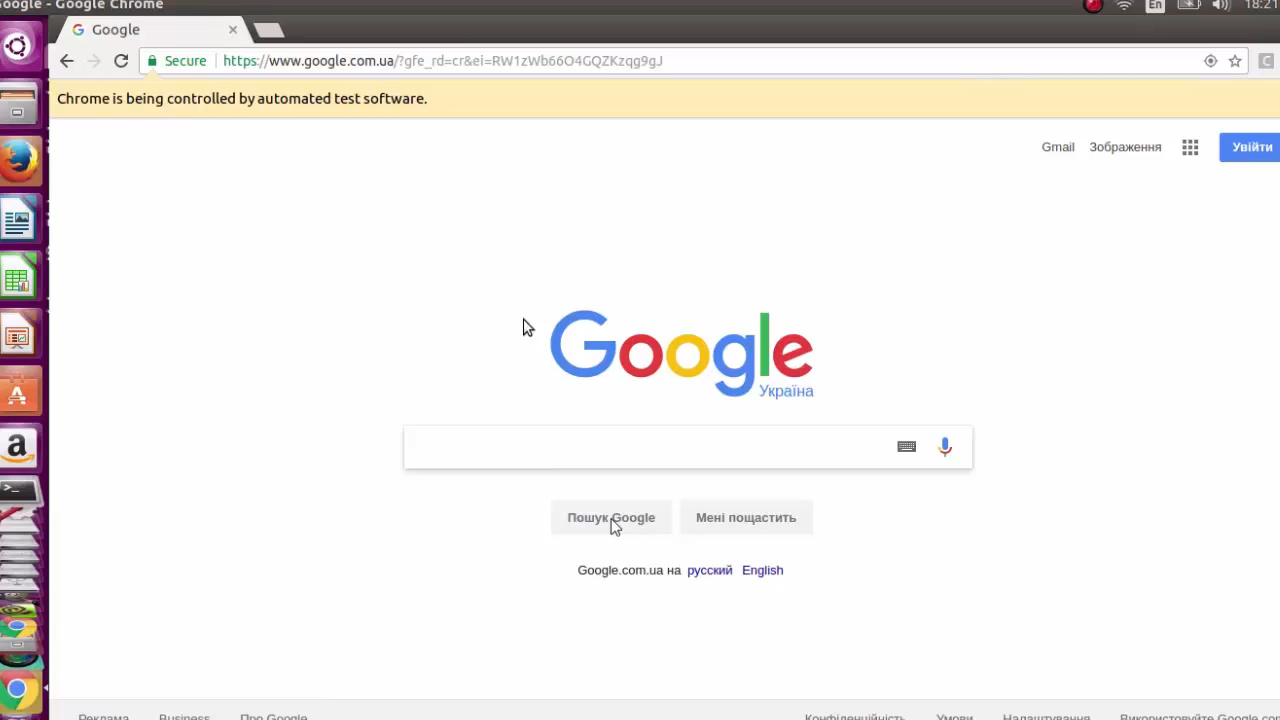 Google - Google Chrome
En
18:21
Google
Secure
https://www.google.com.ua/?gfe_rd=cr&ei=RW1zWb66O4GQZKzqg9gJ
Chrome is being controlled by automated test software.
Gmail Зображення Увійти
Google
Україна
Пошук Google Мені пощастить
Google.com.ua на русский English
Реклама Business Про Google Конфіденційність Умови Налаштування Використовуйте Google.com